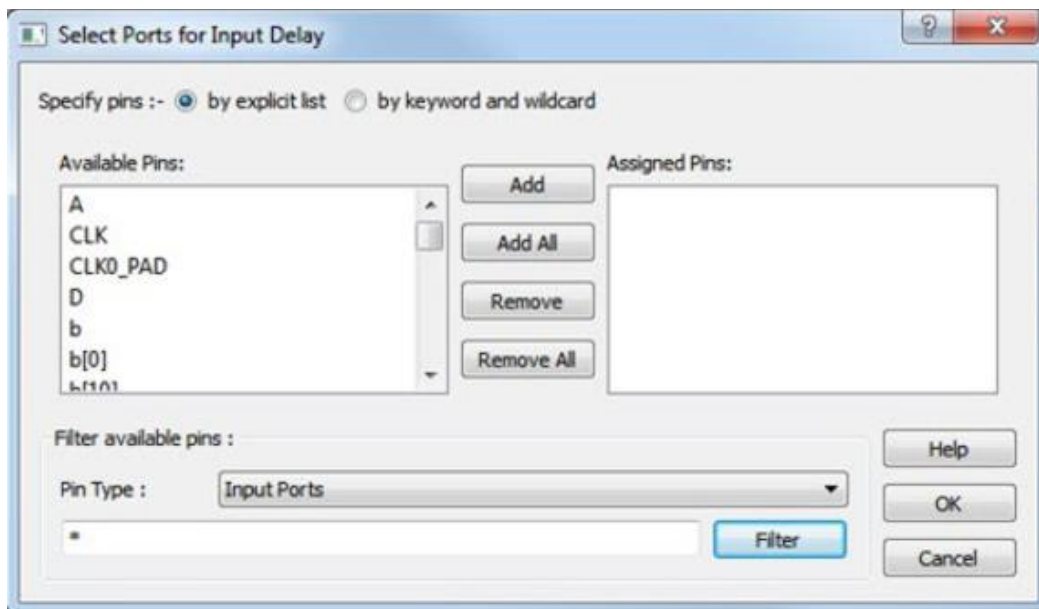 Select Ports for Input Delay
Specify pins :- by explicit list by keyword and wildcard
Available Pins:
A
CLK
CLK0_PAD
D
b
b[0]
b[10]
Add
Add All
Remove
Remove All
Assigned Pins:
Filter available pins :
Pin Type : Input Ports
*
Filter
Help
OK
Cancel